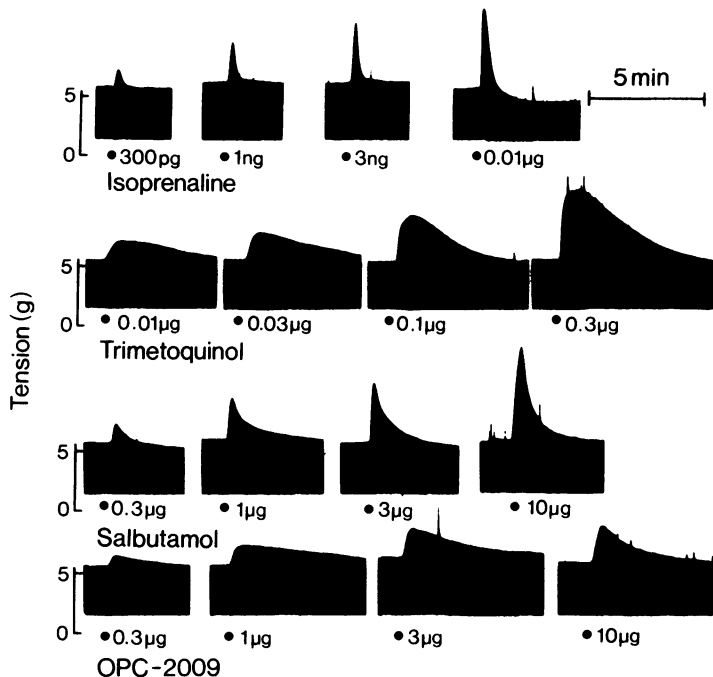 5 min
5
0
300pg
1ng
3ng
0.01µg
Isoprenaline
5
0
0.01µg
0.03µg
0.1µg
0.3µg
Trimetoquinol
Tension (g)
5
0
0.3µg
1µg
3µg
10µg
Salbutamol
5
0
0.3µg
1µg
3µg
10µg
OPC-2009